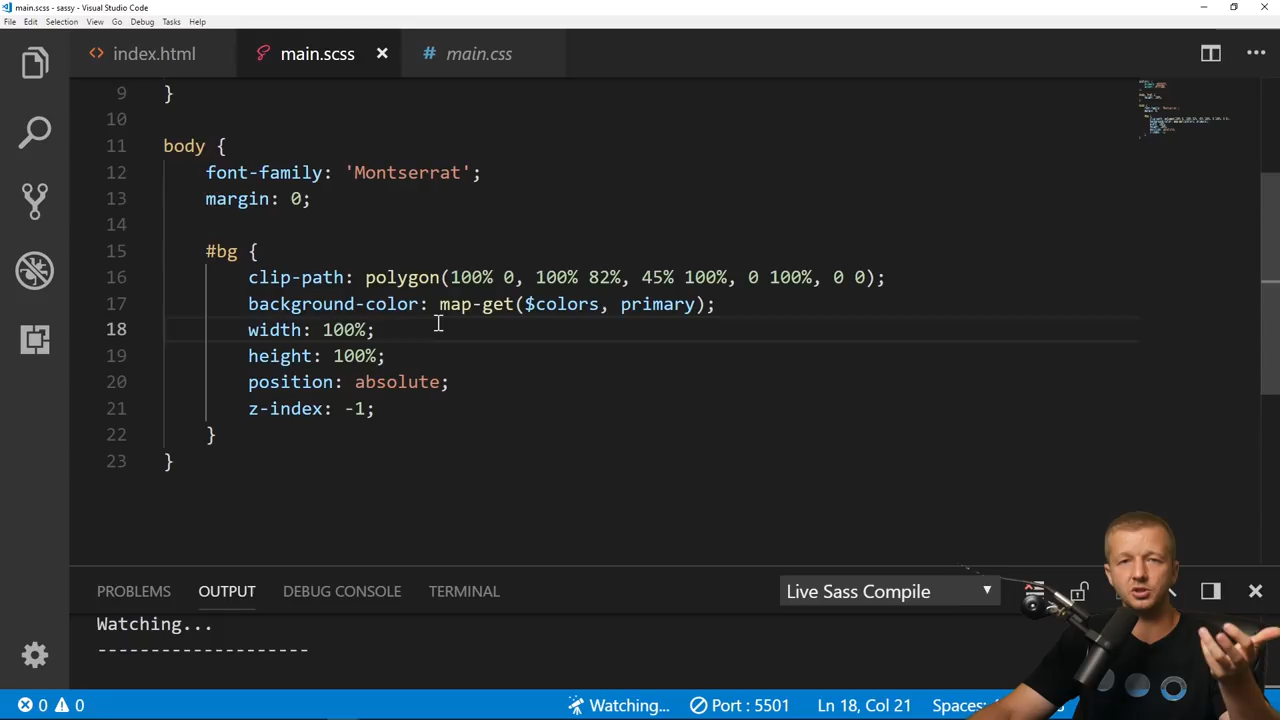 main.scss - sassy - Visual Studio Code
File Edit Selection View Go Debug Tasks Help
<> index.html main.scss × # main.css ...
9 }
10
11 body {
12 font-family: 'Montserrat';
13 margin: 0;
14
15 #bg {
16 clip-path: polygon(100% 0, 100% 82%, 45% 100%, 0 100%, 0 0);
17 background-color: map-get($colors, primary);
18 width: 100%;
19 height: 100%;
20 position: absolute;
21 z-index: -1;
22 }
23 }
PROBLEMS OUTPUT DEBUG CONSOLE TERMINAL Live Sass Compile
Watching...
--------------------
0 0 Watching... Port : 5501 Ln 18, Col 21 Spaces: